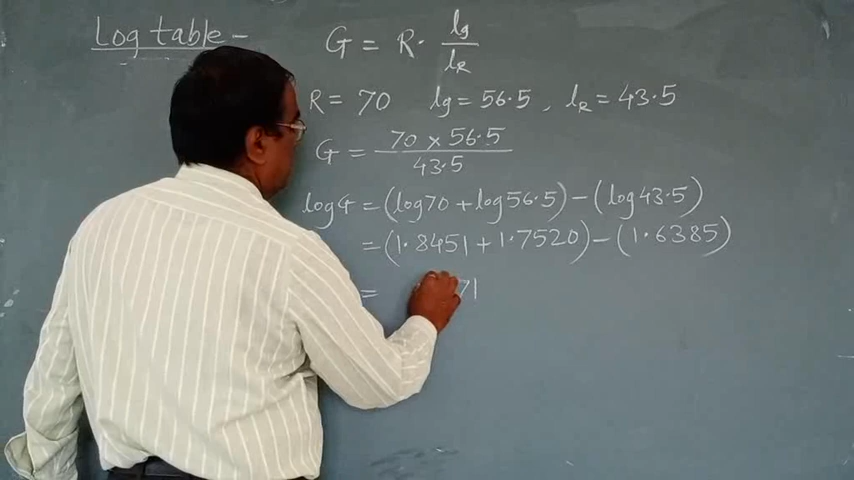 Log table -
G = R · lg / lR
R = 70 lg = 56.5 , lR = 43.5
G = 70 × 56.5 / 43.5
log G = (log 70 + log 56.5) - (log 43.5)
= (1.8451 + 1.7520) - (1.6385)
= 71